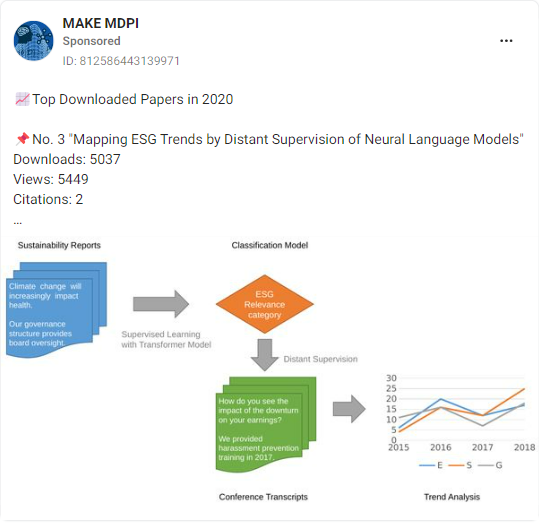 MAKE MDPI
Sponsored
ID: 812586443139971
📈Top Downloaded Papers in 2020
📌No. 3 "Mapping ESG Trends by Distant Supervision of Neural Language Models"
Downloads: 5037
Views: 5449
Citations: 2
...
Sustainability Reports
Classification Model
Climate change will
increasingly impact
health.
Our governance
structure provides
board oversight.
Supervised Learning
with Transformer Model
ESG
Relevance
category
Distant Supervision
How do you see the
impact of the downturn
on your earnings?
We provided
harassment prevention
training in 2017.
30
25
20
15
10
5
0
2015 2016 2017 2018
E S G
Conference Transcripts
Trend Analysis